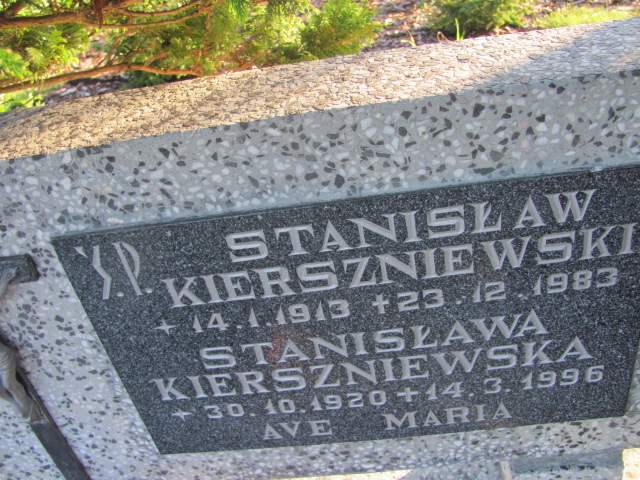 Ś.P. STANISŁAW
KIERSZNIEWSKI
* 14.1.1913 + 23.12.1983
STANISŁAWA
KIERSZNIEWSKA
* 30.10.1920 + 14.3.1996
AVE MARIA